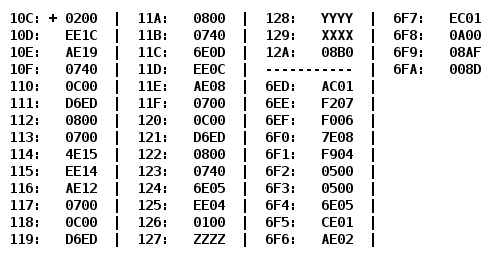 10C: + 0200 | 11A: 0800 | 128: YYYY | 6F7: EC01
10D: EE1C | 11B: 0740 | 129: XXXX | 6F8: 0A00
10E: AE19 | 11C: 6E0D | 12A: 08B0 | 6F9: 08AF
10F: 0740 | 11D: EE0C | ----------- | 6FA: 008D
110: 0C00 | 11E: AE08 | 6ED: AC01 |
111: D6ED | 11F: 0700 | 6EE: F207 |
112: 0800 | 120: 0C00 | 6EF: F006 |
113: 0700 | 121: D6ED | 6F0: 7E08 |
114: 4E15 | 122: 0800 | 6F1: F904 |
115: EE14 | 123: 0740 | 6F2: 0500 |
116: AE12 | 124: 6E05 | 6F3: 0500 |
117: 0700 | 125: EE04 | 6F4: 6E05 |
118: 0C00 | 126: 0100 | 6F5: CE01 |
119: D6ED | 127: ZZZZ | 6F6: AE02 |